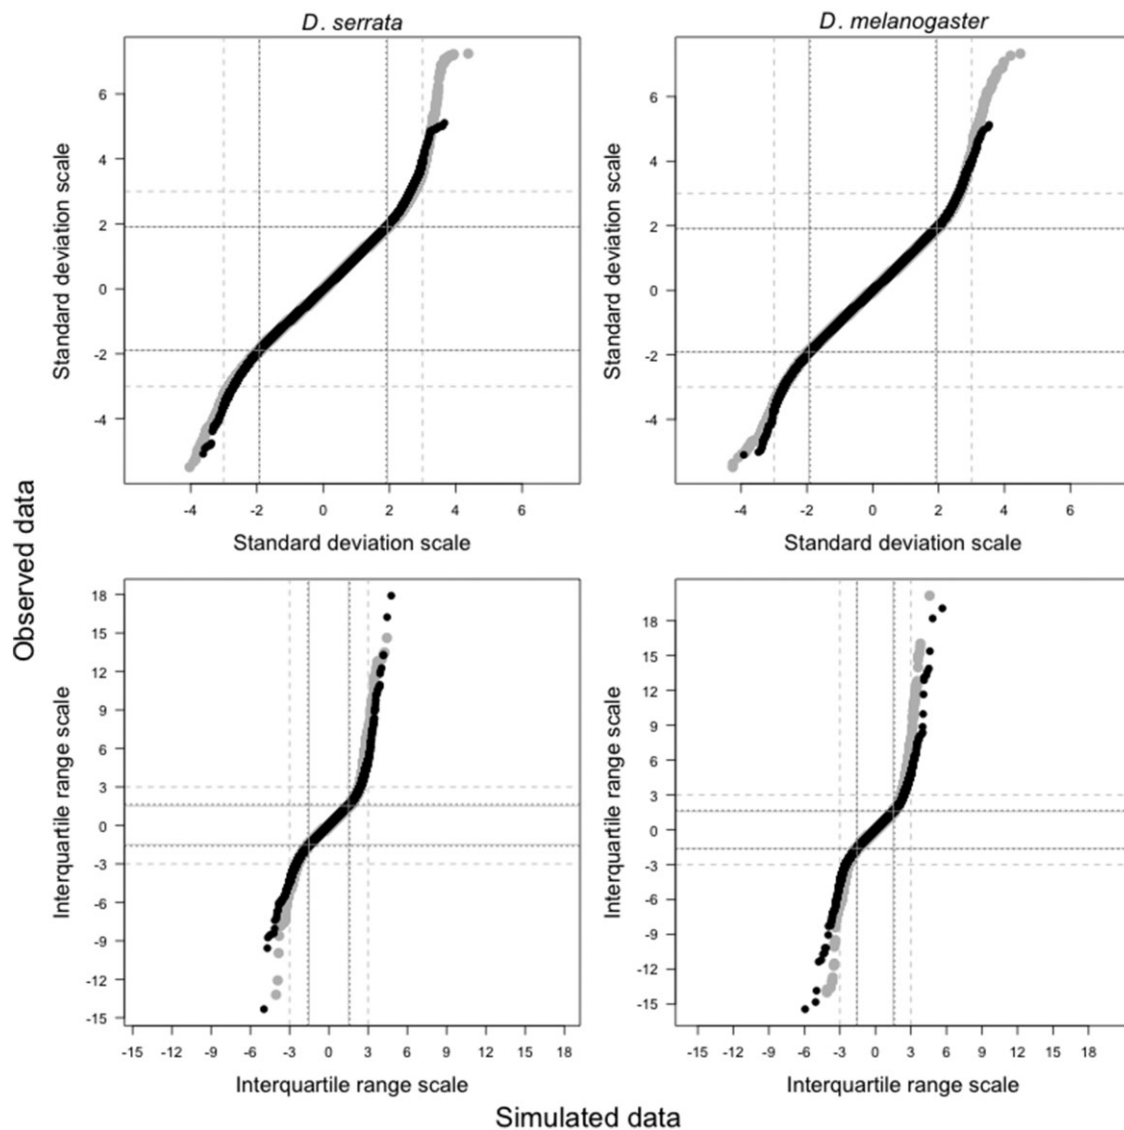 D. serrata
D. melanogaster
Observed data
Standard deviation scale
6
4
2
0
-2
-4
-4 -2 0 2 4 6
Standard deviation scale
Standard deviation scale
6
4
2
0
-2
-4
-4 -2 0 2 4 6
Standard deviation scale
Interquartile range scale
18
15
12
9
6
3
0
-3
-6
-9
-12
-15
-15 -12 -9 -6 -3 0 3 6 9 12 15 18
Interquartile range scale
Interquartile range scale
18
15
12
9
6
3
0
-3
-6
-9
-12
-15
-15 -12 -9 -6 -3 0 3 6 9 12 15 18
Interquartile range scale
Simulated data